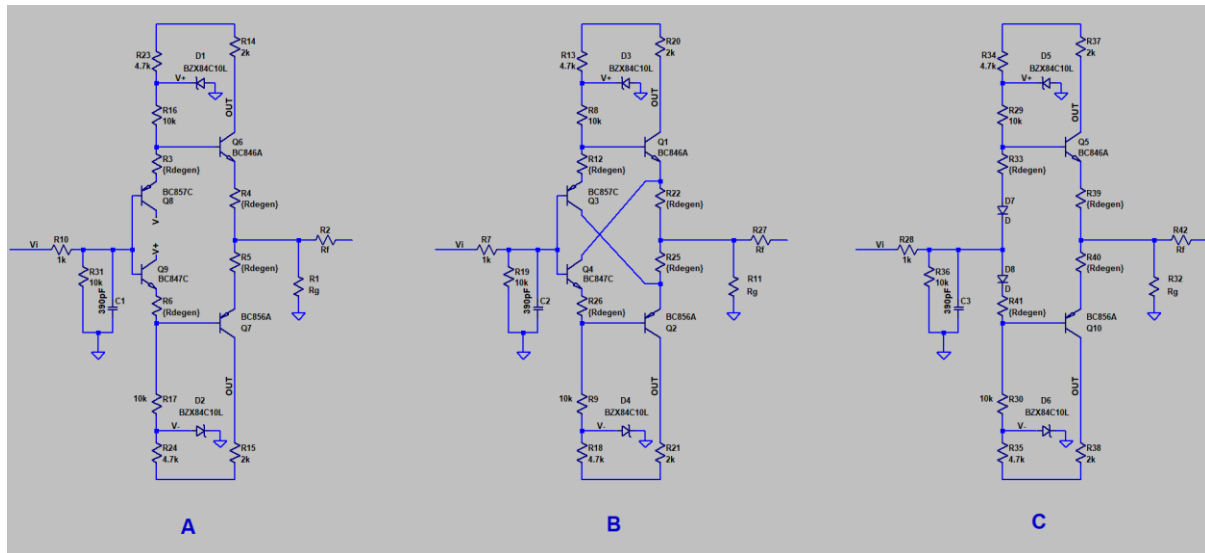 R23
4.7k
D1
BZX84C10L
V+
R14
2k
OUT
R16
10k
Q6
BC846A
R3
{Rdegen}
BC857C
Q8
V-
R4
{Rdegen}
R10
Vi
1k
R31
10k
390pF
C1
V+
Q9
BC847C
R6
{Rdegen}
R5
{Rdegen}
R2
Rf
R1
Rg
BC856A
Q7
OUT
10k
R17
D2
BZX84C10L
V-
R24
4.7k
R15
2k
A
R13
4.7k
D3
BZX84C10L
V+
R20
2k
OUT
R8
10k
Q1
BC846A
R12
{Rdegen}
BC857C
Q3
R22
{Rdegen}
R7
Vi
1k
R19
10k
390pF
C2
Q4
BC847C
R26
{Rdegen}
R25
{Rdegen}
R27
Rf
R11
Rg
BC856A
Q2
OUT
10k
R9
D4
BZX84C10L
V-
R18
4.7k
R21
2k
B
R34
4.7k
D5
BZX84C10L
V+
R37
2k
OUT
R29
10k
Q5
BC846A
R33
{Rdegen}
D7
D
R39
{Rdegen}
R28
Vi
1k
R36
10k
390pF
C3
D8
D
R41
{Rdegen}
R40
{Rdegen}
R42
Rf
R32
Rg
BC856A
Q10
OUT
10k
R30
D6
BZX84C10L
V-
R35
4.7k
R38
2k
C